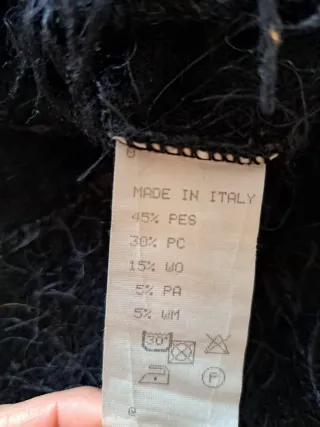 MADE IN ITALY
45% PES
30% PC
15% WO
5% PA
5% WM
30°
P